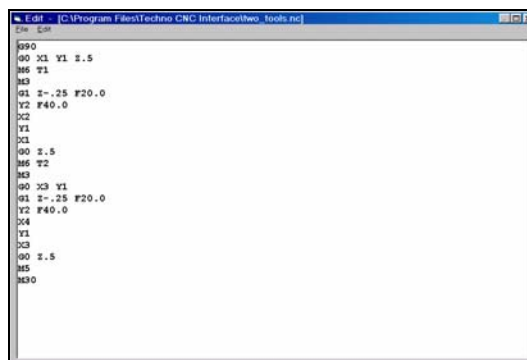 Edit - [C:\Program Files\Techno CNC Interface\two_tools.nc]
File Edit
G90
G0 X1 Y1 Z.5
M6 T1
M3
G1 Z-.25 F20.0
Y2 F40.0
X2
Y1
X1
G0 Z.5
M6 T2
M3
G0 X3 Y1
G1 Z-.25 F20.0
Y2 F40.0
X4
Y1
X3
G0 Z.5
M5
M30